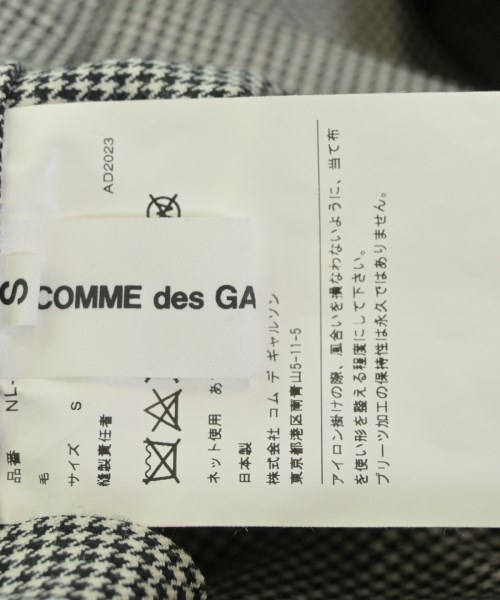 S
COMME des GA
AD2023
品番 NL-
毛
サイズ S
縫製責任者
ネット使用 あ
日本製
株式会社 コム デ ギャルソン
東京都港区南青山5-11-5
アイロン掛けの際、風合いを損なわないように、当て布
を使い形を整える程度にして下さい。
プリーツ加工の保持性は永久ではありません。